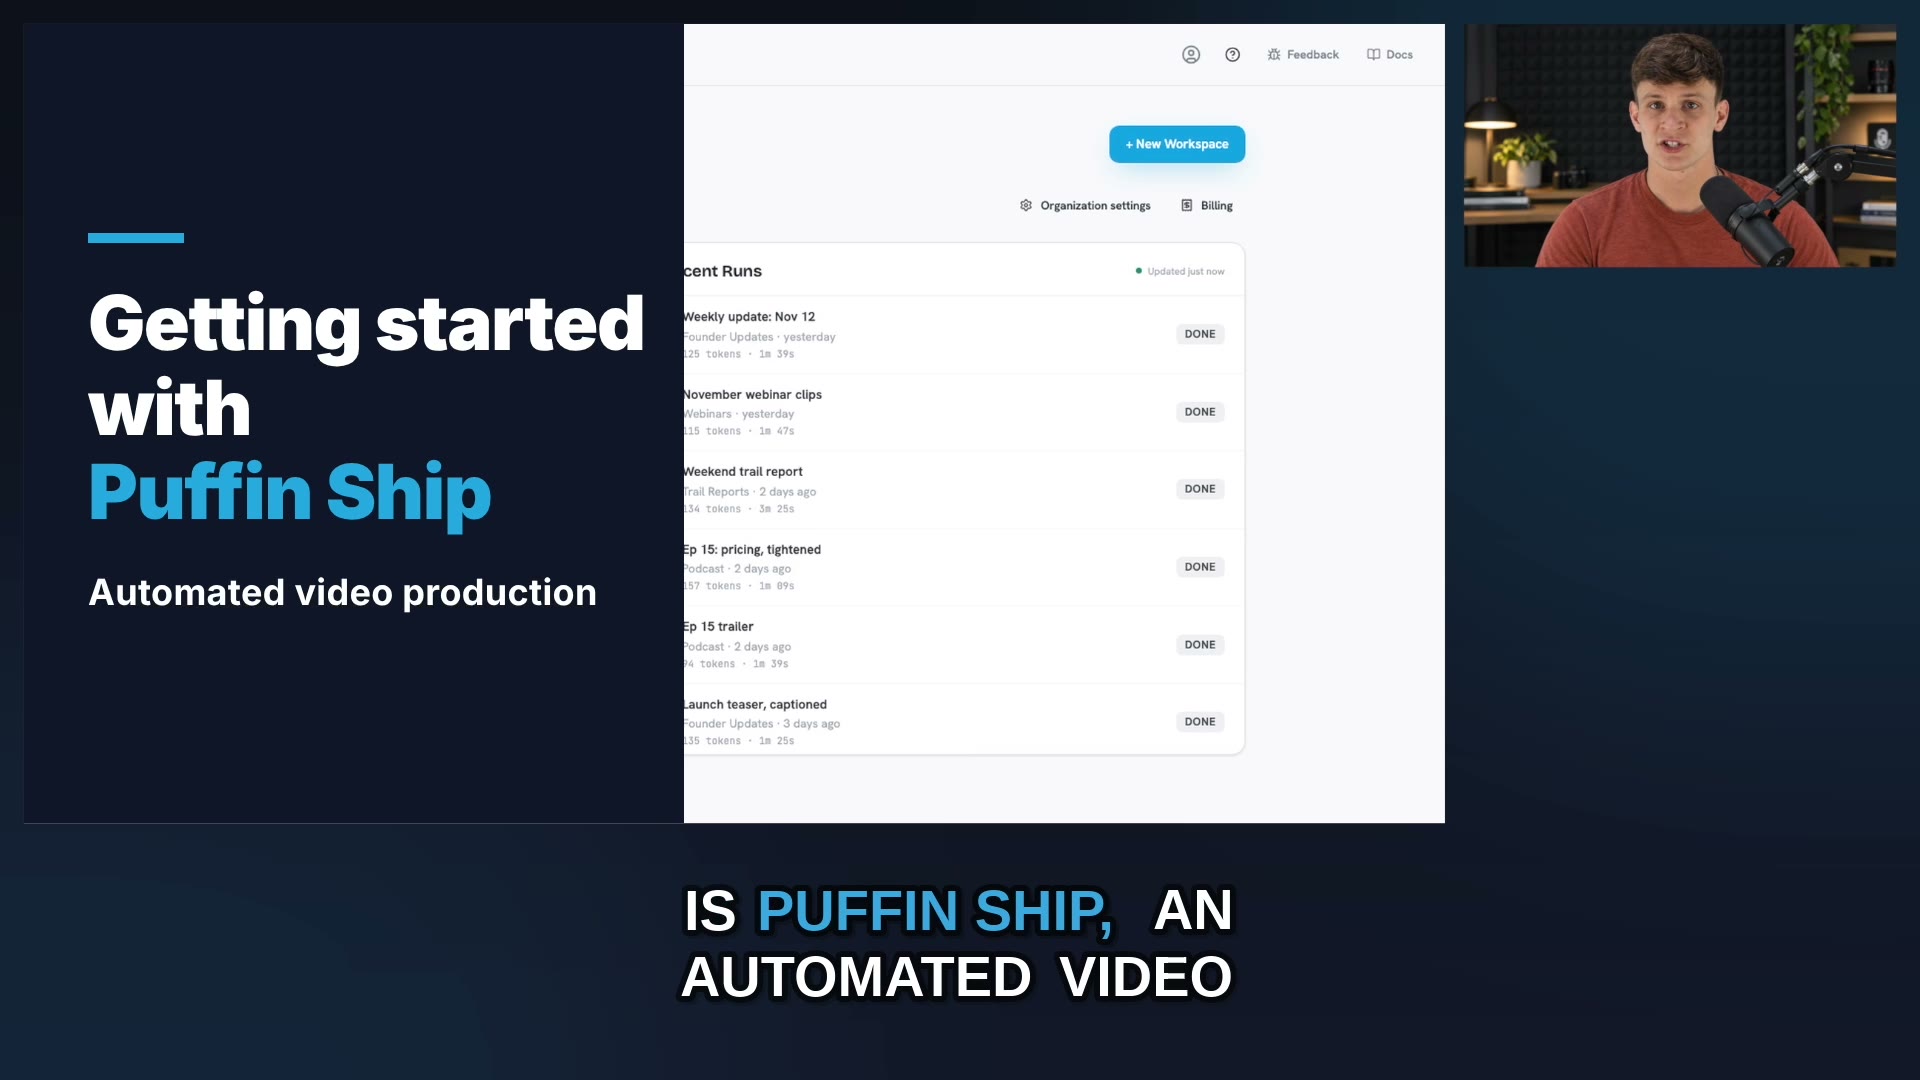 Getting started
with
Puffin Ship
Automated video production
Feedback
Docs
+ New Workspace
Organization settings
Billing
cent Runs
Updated just now
Weekly update: Nov 12
Founder Updates · yesterday
125 tokens · 1m 39s
DONE
November webinar clips
Webinars · yesterday
115 tokens · 1m 47s
DONE
Weekend trail report
Trail Reports · 2 days ago
134 tokens · 3m 25s
DONE
Ep 15: pricing, tightened
Podcast · 2 days ago
157 tokens · 1m 09s
DONE
Ep 15 trailer
Podcast · 2 days ago
94 tokens · 1m 39s
DONE
Launch teaser, captioned
Founder Updates · 3 days ago
135 tokens · 1m 25s
DONE
IS PUFFIN SHIP, AN
AUTOMATED VIDEO